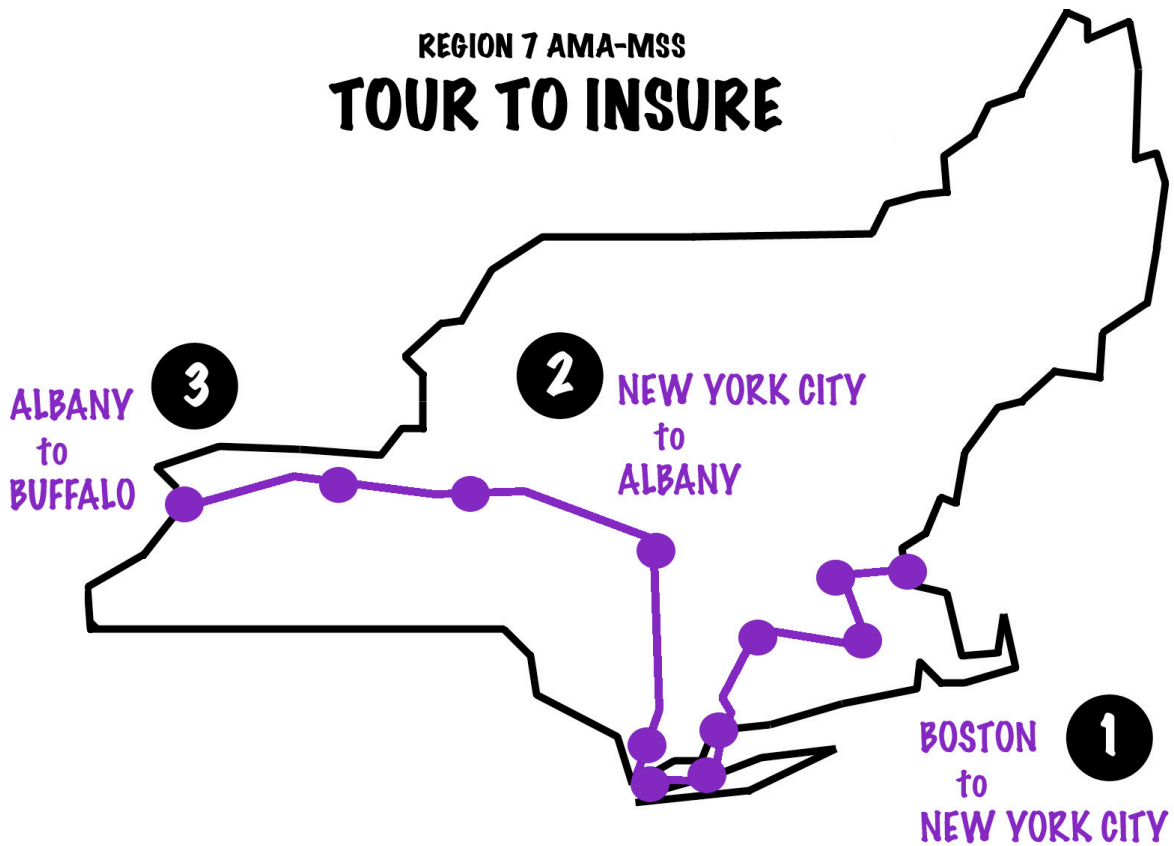 REGION 7 AMA-MSS
TOUR TO INSURE
3
ALBANY
to
BUFFALO
2
NEW YORK CITY
to
ALBANY
1
BOSTON
to
NEW YORK CITY